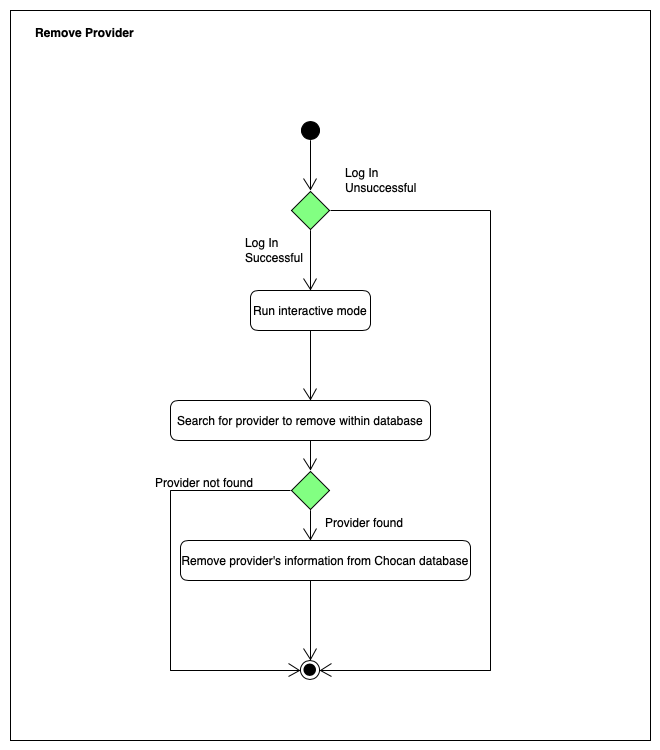 Remove Provider
Log In
Unsuccessful
Log In
Successful
Run interactive mode
Search for provider to remove within database
Provider not found
Provider found
Remove provider's information from Chocan database